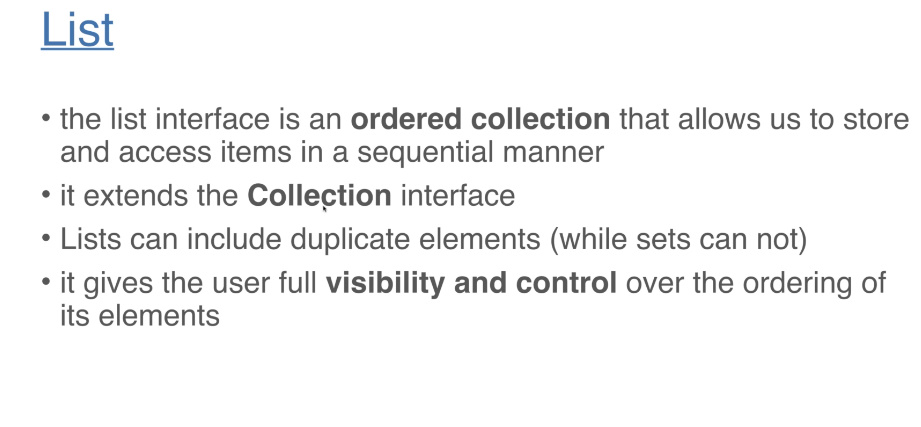 List
• the list interface is an ordered collection that allows us to store
and access items in a sequential manner
• it extends the Collection interface
• Lists can include duplicate elements (while sets can not)
• it gives the user full visibility and control over the ordering of
its elements